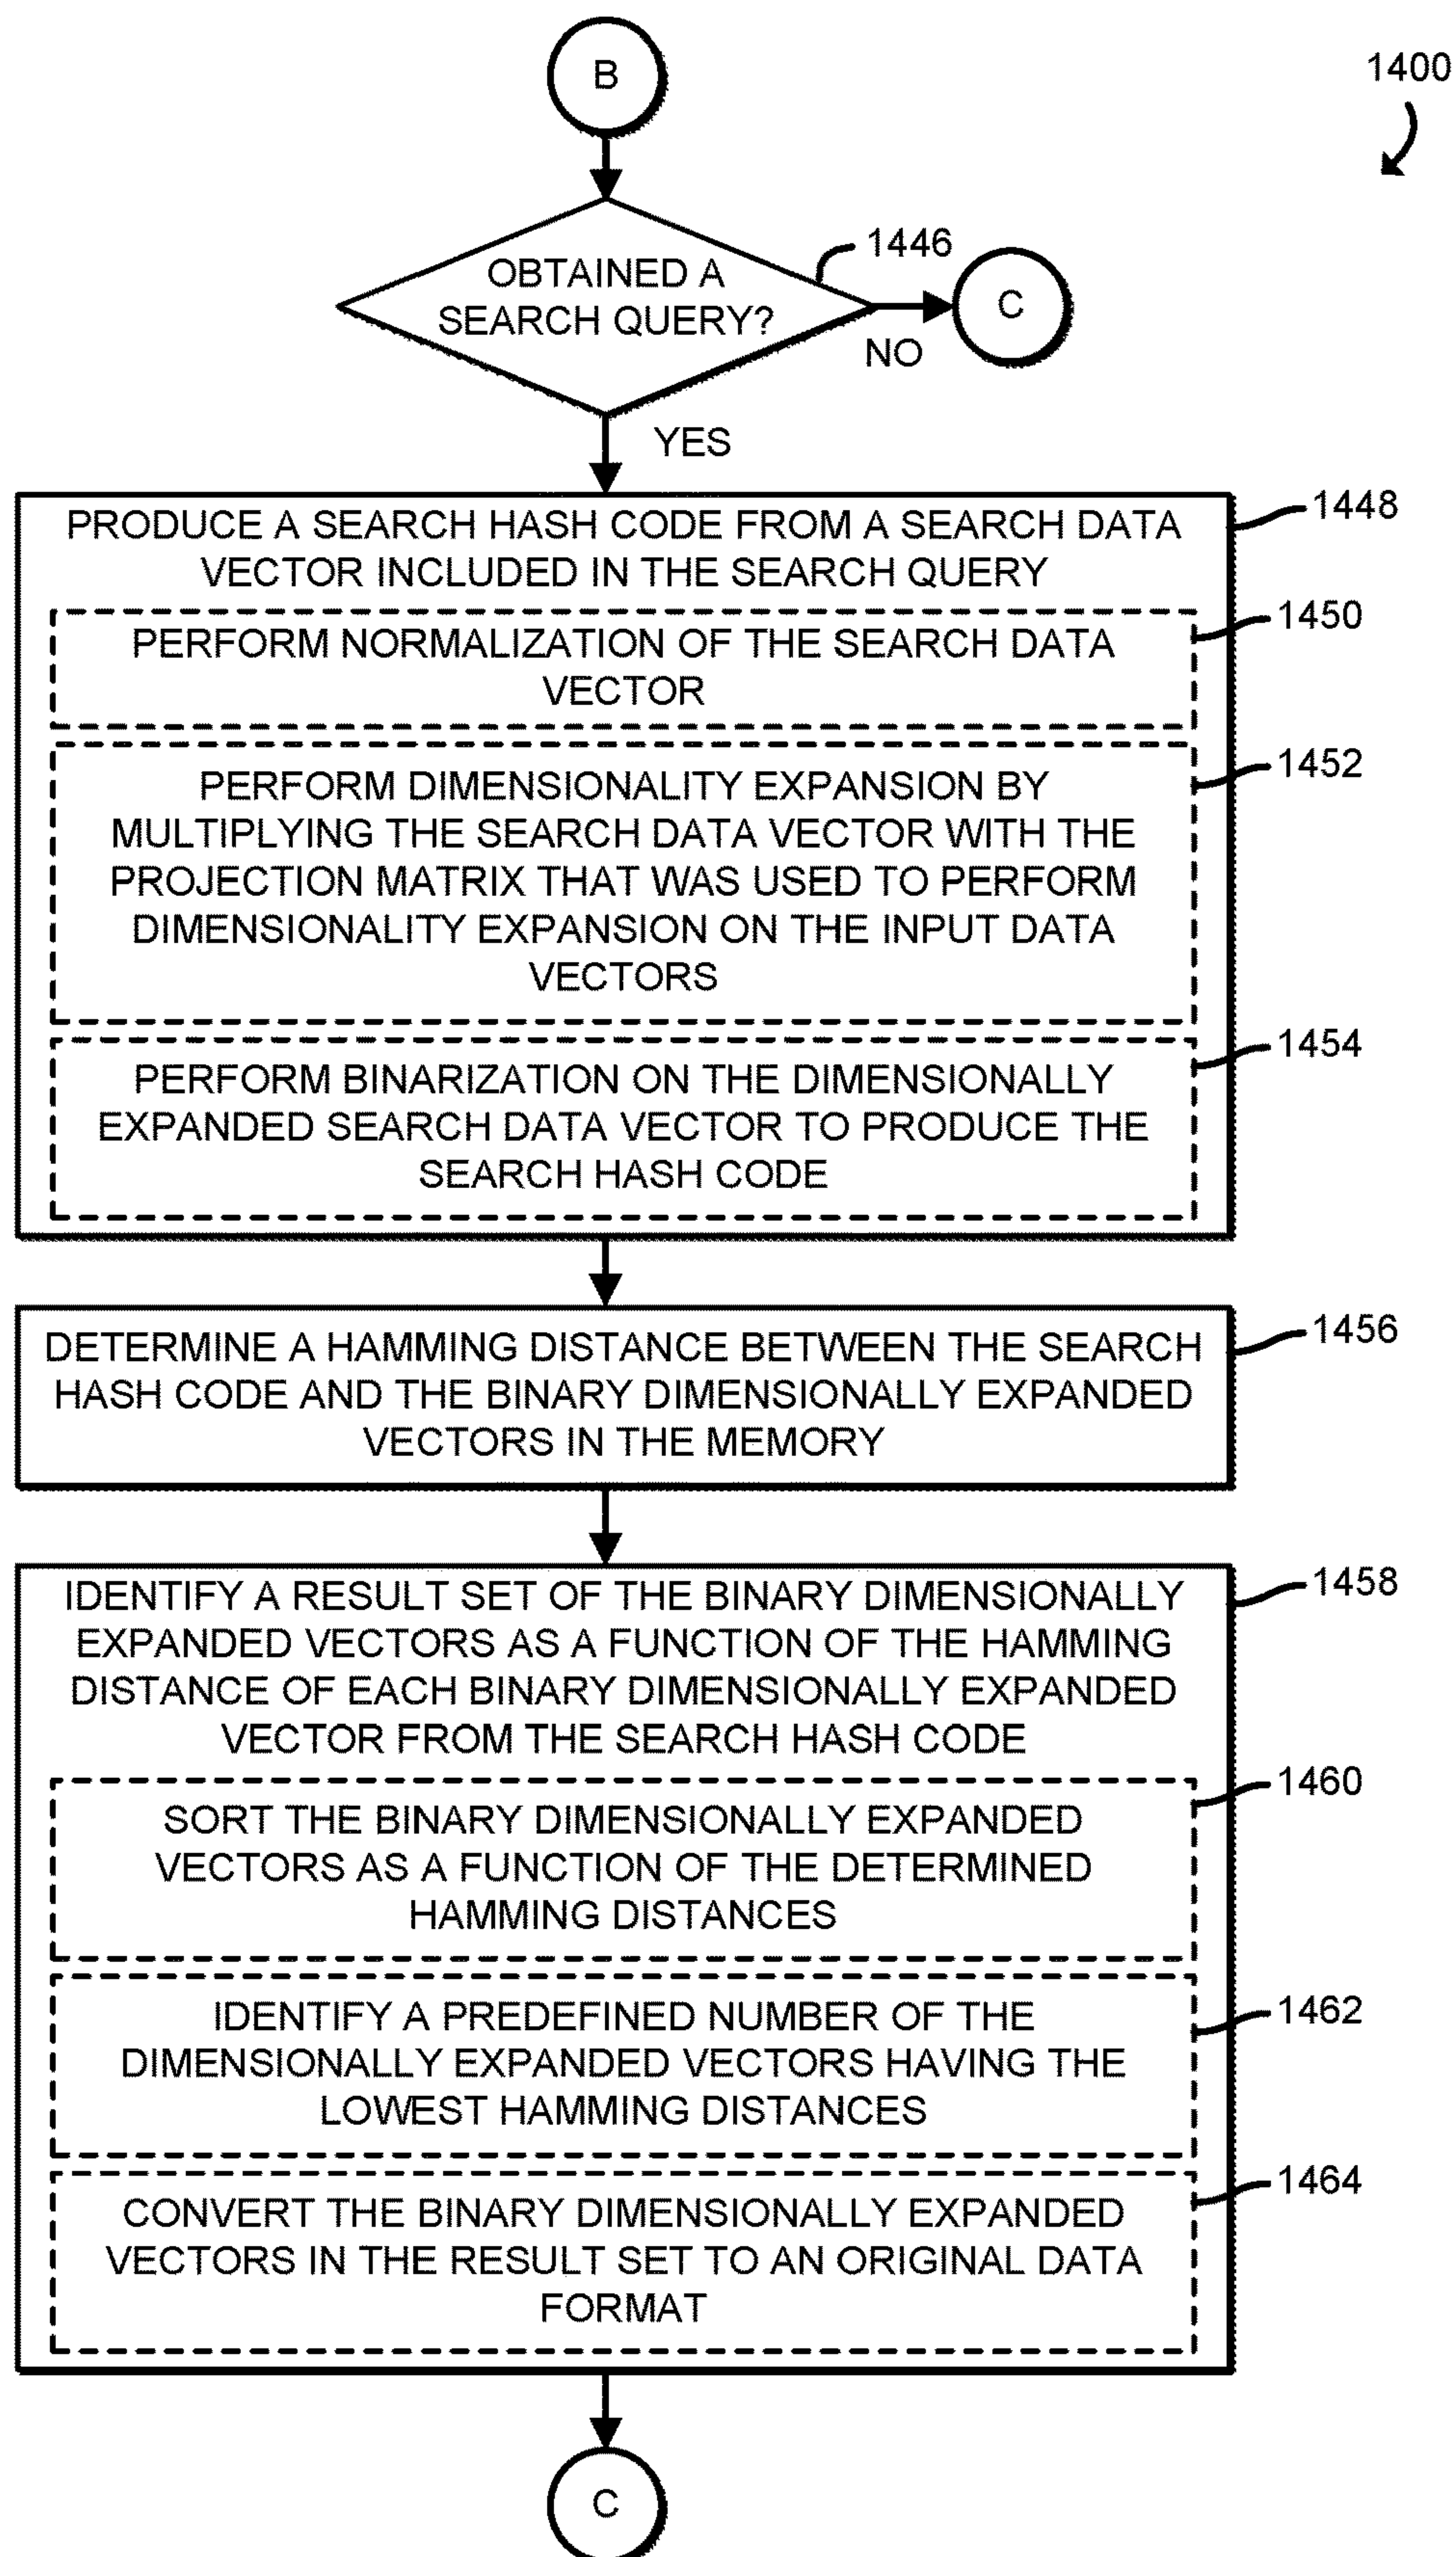 B
1400
1446
OBTAINED A
SEARCH QUERY?
C
NO
YES
1448
PRODUCE A SEARCH HASH CODE FROM A SEARCH DATA
VECTOR INCLUDED IN THE SEARCH QUERY
1450
PERFORM NORMALIZATION OF THE SEARCH DATA
VECTOR
1452
PERFORM DIMENSIONALITY EXPANSION BY
MULTIPLYING THE SEARCH DATA VECTOR WITH THE
PROJECTION MATRIX THAT WAS USED TO PERFORM
DIMENSIONALITY EXPANSION ON THE INPUT DATA
VECTORS
1454
PERFORM BINARIZATION ON THE DIMENSIONALLY
EXPANDED SEARCH DATA VECTOR TO PRODUCE THE
SEARCH HASH CODE
1456
DETERMINE A HAMMING DISTANCE BETWEEN THE SEARCH
HASH CODE AND THE BINARY DIMENSIONALLY EXPANDED
VECTORS IN THE MEMORY
1458
IDENTIFY A RESULT SET OF THE BINARY DIMENSIONALLY
EXPANDED VECTORS AS A FUNCTION OF THE HAMMING
DISTANCE OF EACH BINARY DIMENSIONALLY EXPANDED
VECTOR FROM THE SEARCH HASH CODE
1460
SORT THE BINARY DIMENSIONALLY EXPANDED
VECTORS AS A FUNCTION OF THE DETERMINED
HAMMING DISTANCES
1462
IDENTIFY A PREDEFINED NUMBER OF THE
DIMENSIONALLY EXPANDED VECTORS HAVING THE
LOWEST HAMMING DISTANCES
1464
CONVERT THE BINARY DIMENSIONALLY EXPANDED
VECTORS IN THE RESULT SET TO AN ORIGINAL DATA
FORMAT
C